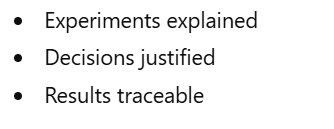 • Experiments explained
• Decisions justified
• Results traceable